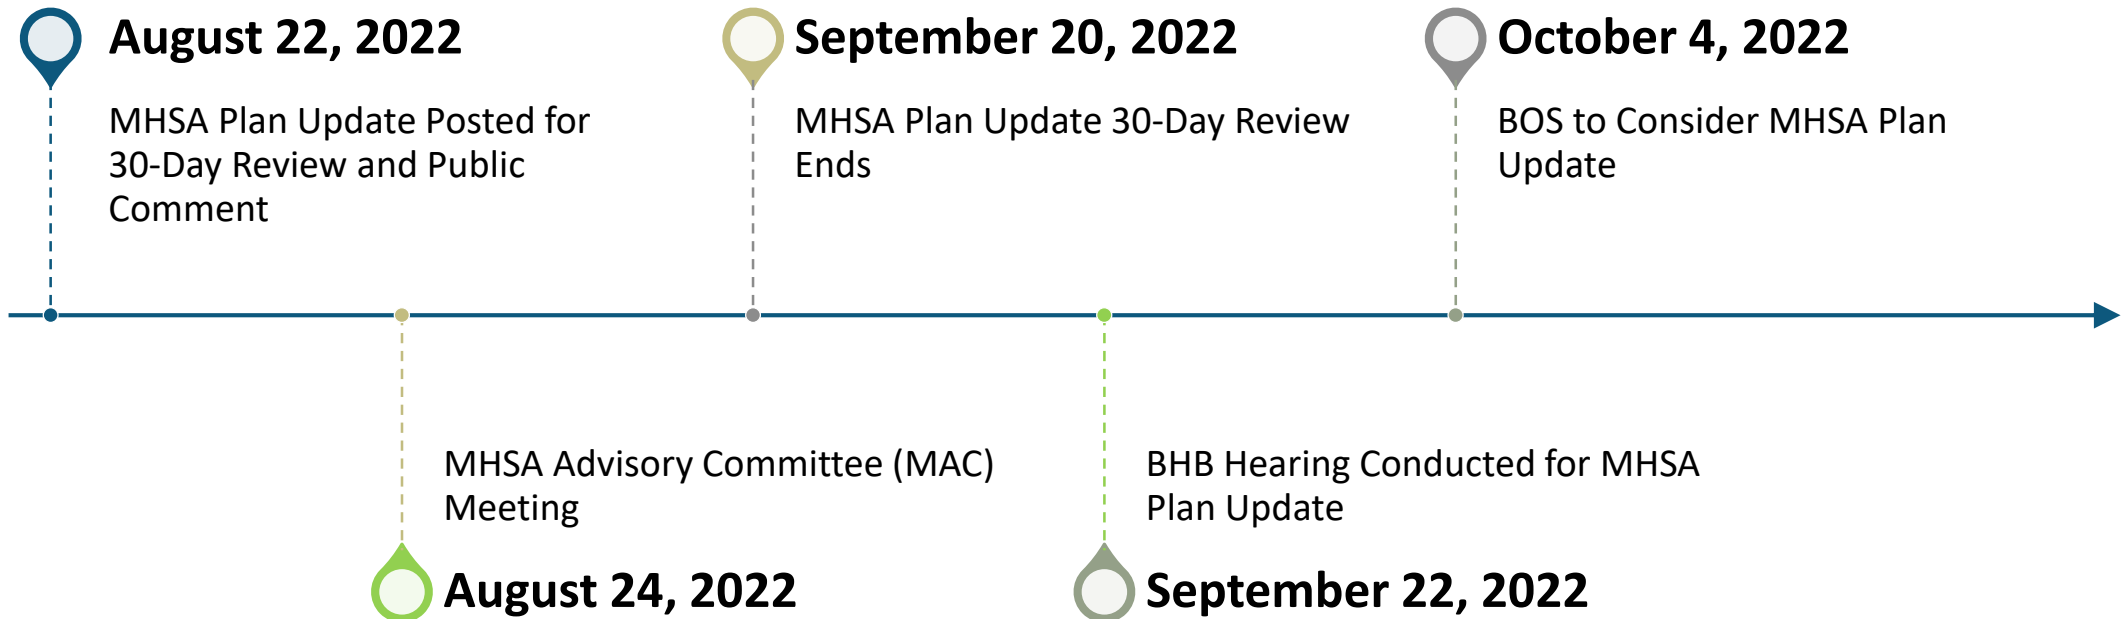 August 22, 2022
MHSA Plan Update Posted for
30-Day Review and Public
Comment
MHSA Advisory Committee (MAC)
Meeting
August 24, 2022
September 20, 2022
MHSA Plan Update 30-Day Review
Ends
BHB Hearing Conducted for MHSA
Plan Update
September 22, 2022
October 4, 2022
BOS to Consider MHSA Plan
Update